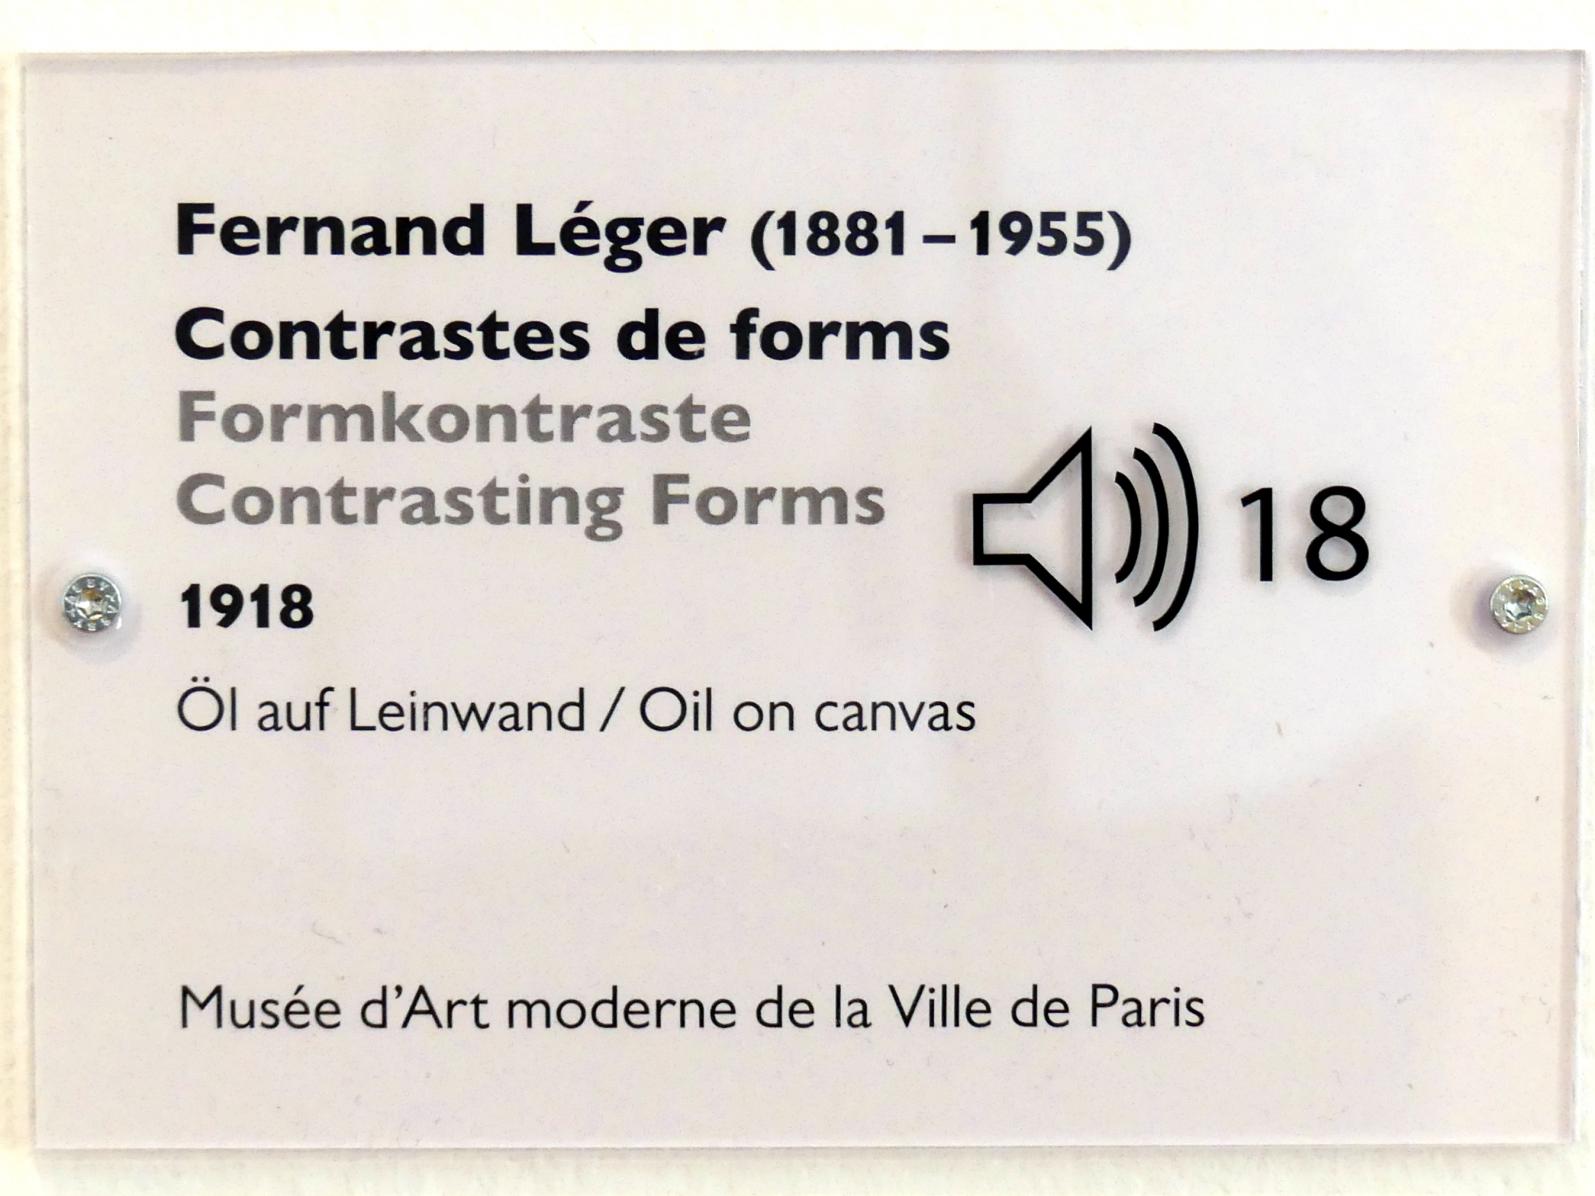 Fernand Léger (1881 – 1955)
Contrastes de forms
Formkontraste
Contrasting Forms
18
1918
Öl auf Leinwand / Oil on canvas
Musée d’Art moderne de la Ville de Paris